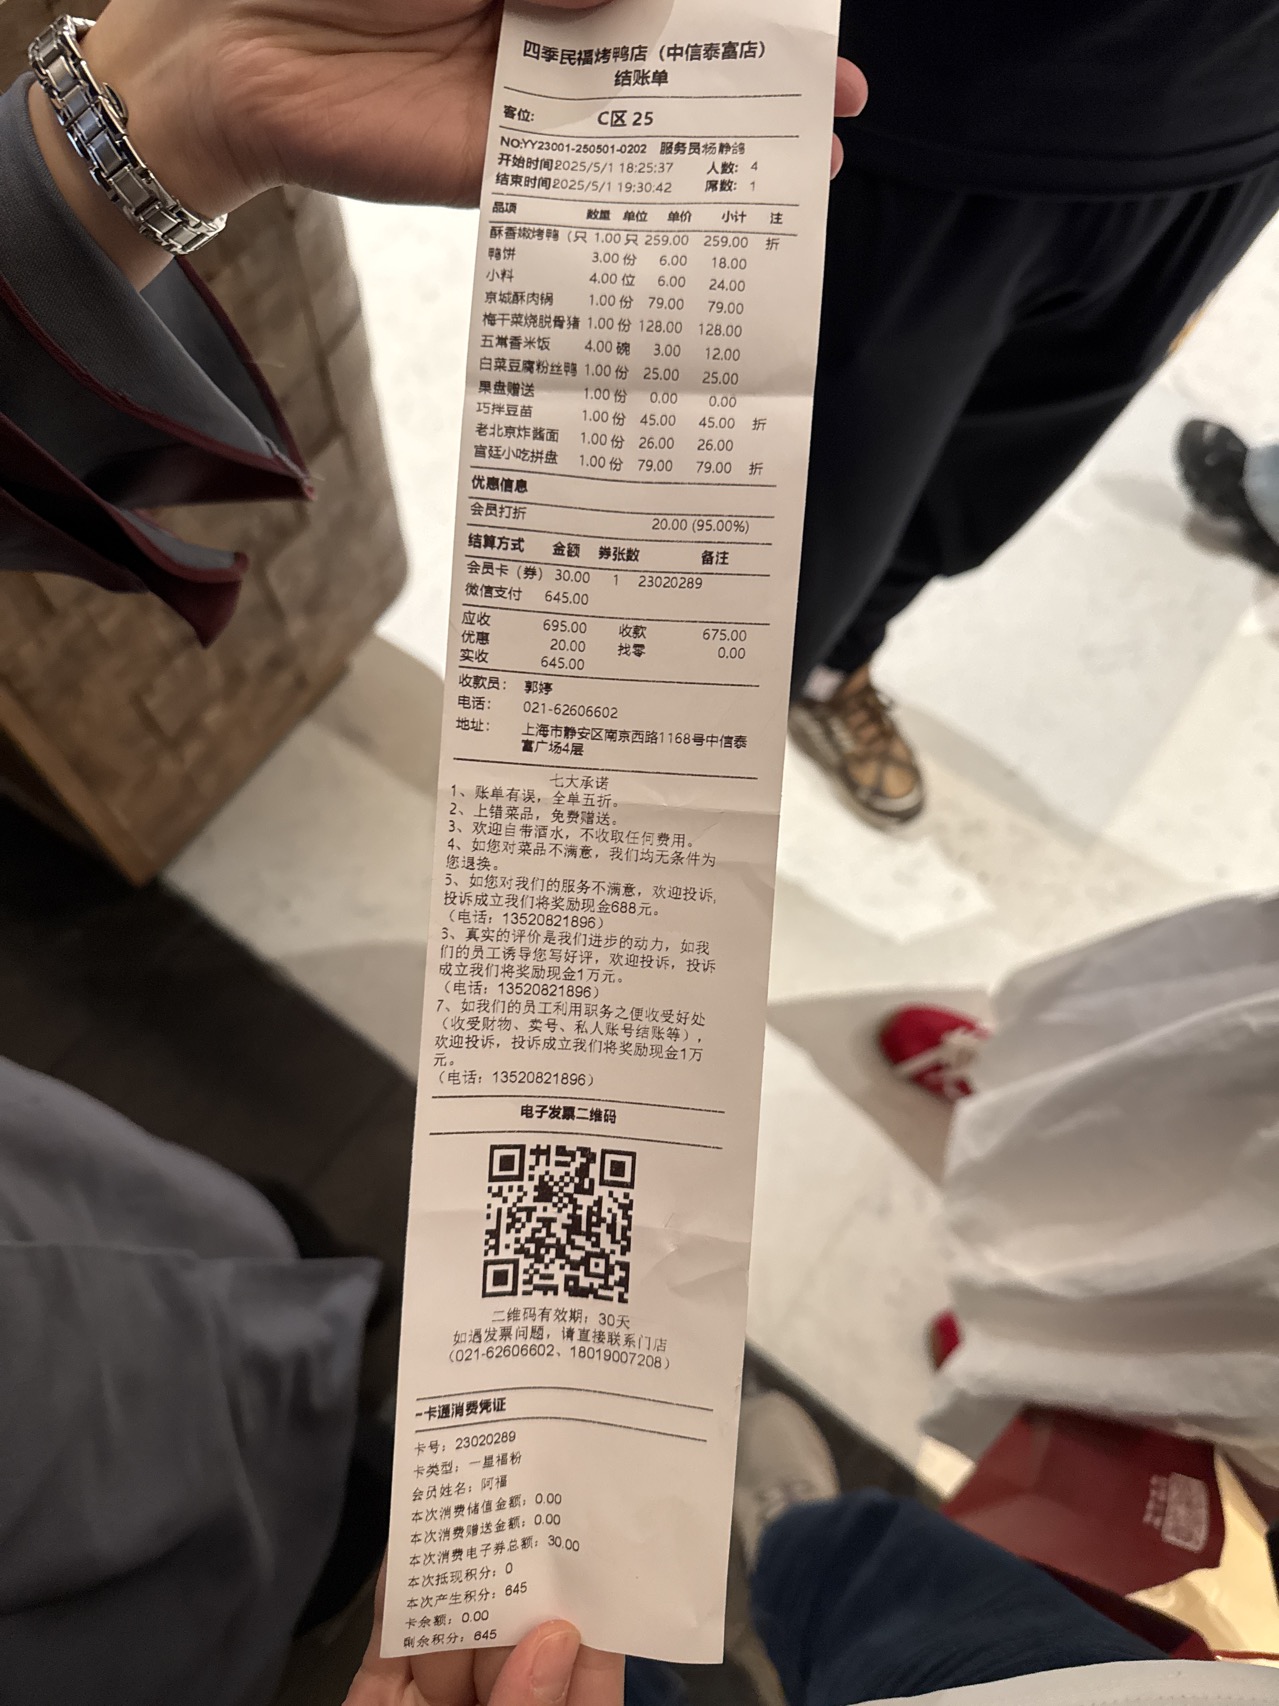 四季民福烤鸭店（中信泰富店）
结账单
客位： C区 25
NO:YY23001-250501-0202 服务员:杨静鸽
开始时间2025/5/1 18:25:37 人数： 4
结束时间2025/5/1 19:30:42 席数： 1
品项 数量 单位 单价 小计 注
酥香嫩烤鸭（只 1.00 只 259.00 259.00 折
鸭饼 3.00 份 6.00 18.00
小料 4.00 位 6.00 24.00
京城酥肉锅 1.00 份 79.00 79.00
梅干菜烧脱骨猪 1.00 份 128.00 128.00
五常香米饭 4.00 碗 3.00 12.00
白菜豆腐粉丝鸭 1.00 份 25.00 25.00
果盘赠送 1.00 份 0.00 0.00
巧拌豆苗 1.00 份 45.00 45.00 折
老北京炸酱面 1.00 份 26.00 26.00
宫廷小吃拼盘 1.00 份 79.00 79.00 折
优惠信息
会员打折 20.00 (95.00%)
结算方式 金额 券张数 备注
会员卡（券） 30.00 1 23020289
微信支付 645.00
应收 695.00 收款 675.00
优惠 20.00 找零 0.00
实收 645.00
收款员： 郭婷
电话： 021-62606602
地址： 上海市静安区南京西路1168号中信泰
富广场4层
七大承诺
1、账单有误，全单五折。
2、上错菜品，免费赠送。
3、欢迎自带酒水，不收取任何费用。
4、如您对菜品不满意，我们均无条件为
您退换。
5、如您对我们的服务不满意，欢迎投诉，
投诉成立我们将奖励现金688元。
（电话：13520821896）
6、真实的评价是我们进步的动力，如我
们的员工诱导您写好评，欢迎投诉，投诉
成立我们将奖励现金1万元。
（电话：13520821896）
7、如我们的员工利用职务之便收受好处
（收受财物、卖号、私人账号结账等），
欢迎投诉，投诉成立我们将奖励现金1万
元。
（电话：13520821896）
电子发票二维码
二维码有效期：30天
如遇发票问题，请直接联系门店
（021-62606602、18019007208）
一卡通消费凭证
卡号：23020289
卡类型：一星福粉
会员姓名：阿福
本次消费储值金额：0.00
本次消费赠送金额：0.00
本次消费电子券总额：30.00
本次抵现积分：0
本次产生积分：645
卡余额：0.00
剩余积分：645